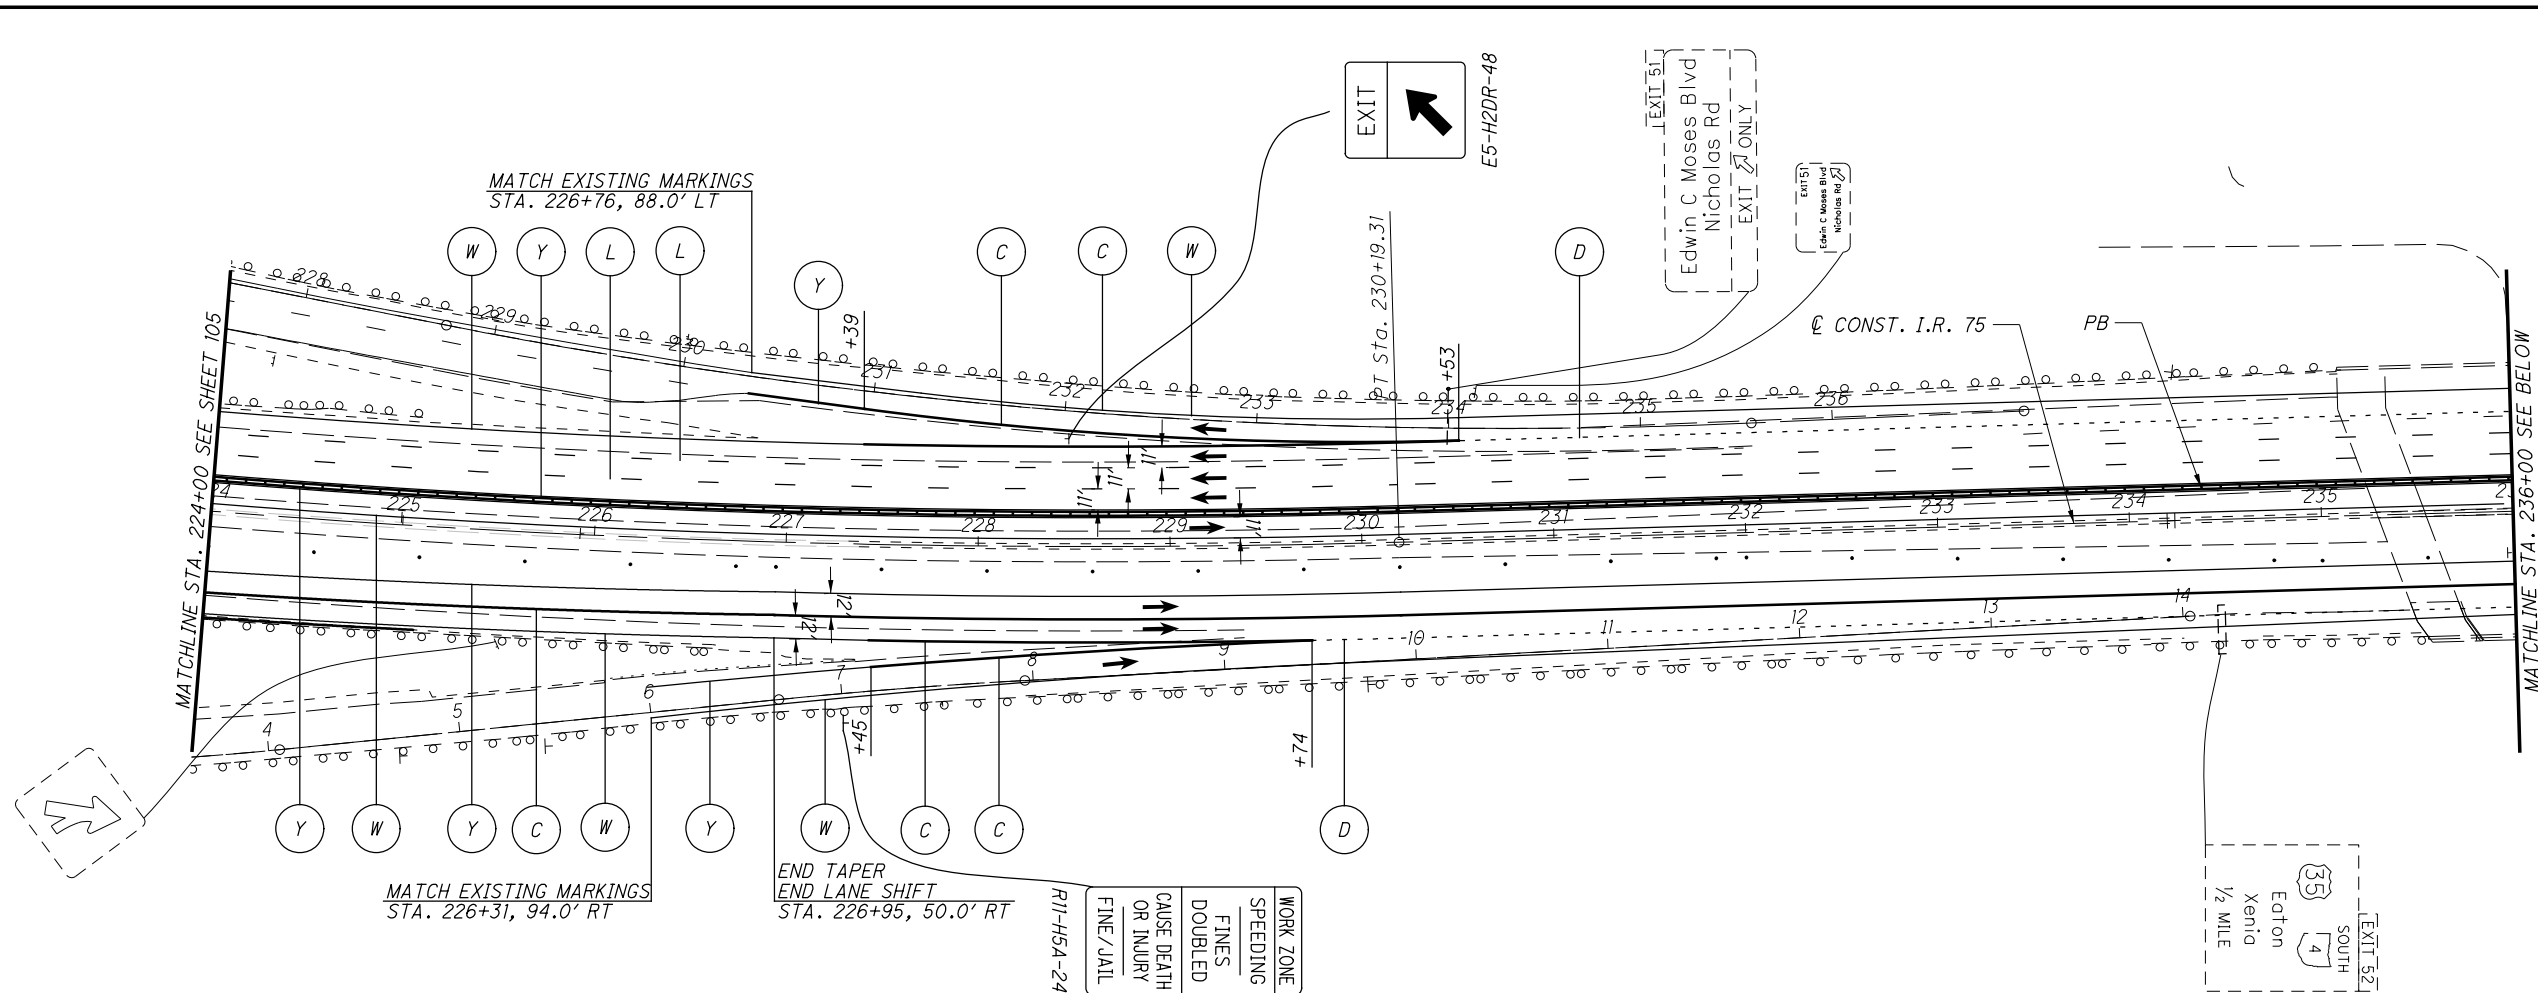 EXIT
E5-H2DR-48
EXIT 51
Edwin C Moses Blvd
Nicholas Rd
EXIT ONLY
EXIT 51
Edwin C Moses Blvd
Nicholas Rd
MATCH EXISTING MARKINGS
STA. 226+76, 88.0' LT
W
Y
L
L
Y
C
C
W
D
+39
PT Sta. 230+19.31
+53
℄ CONST. I.R. 75
PB
MATCHLINE STA. 224+00 SEE SHEET 105
MATCHLINE STA. 236+00 SEE BELOW
328
229
230
231
232
233
234
235
236
1
11'
11'
11'
11'
24
225
226
227
228
229
230
231
232
233
234
235
23
12'
12'
4
5
6
7
8
9
10
11
12
13
14
+45
+74
Y
W
Y
C
W
Y
W
C
C
D
MATCH EXISTING MARKINGS
STA. 226+31, 94.0' RT
END TAPER
END LANE SHIFT
STA. 226+95, 50.0' RT
R11-H5A-24
WORK ZONE
SPEEDING
FINES
DOUBLED
CAUSE DEATH
OR INJURY
FINE/JAIL
EXIT 52
SOUTH
35
4
Eaton
Xenia
½ MILE